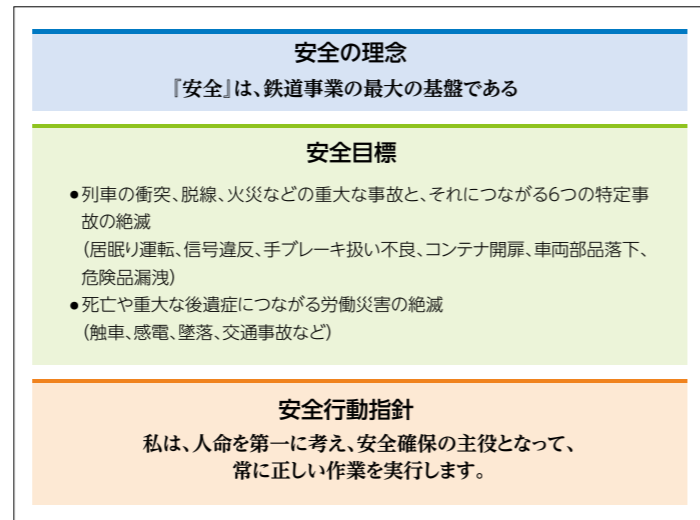 安全の理念
『安全』は、鉄道事業の最大の基盤である
安全目標
●列車の衝突、脱線、火災などの重大な事故と、それにつながる6つの特定事
故の絶滅
(居眠り運転、信号違反、手ブレーキ扱い不良、コンテナ開扉、車両部品落下、
危険品漏洩)
●死亡や重大な後遺症につながる労働災害の絶滅
(触車、感電、墜落、交通事故など)
安全行動指針
私は、人命を第一に考え、安全確保の主役となって、
常に正しい作業を実行します。